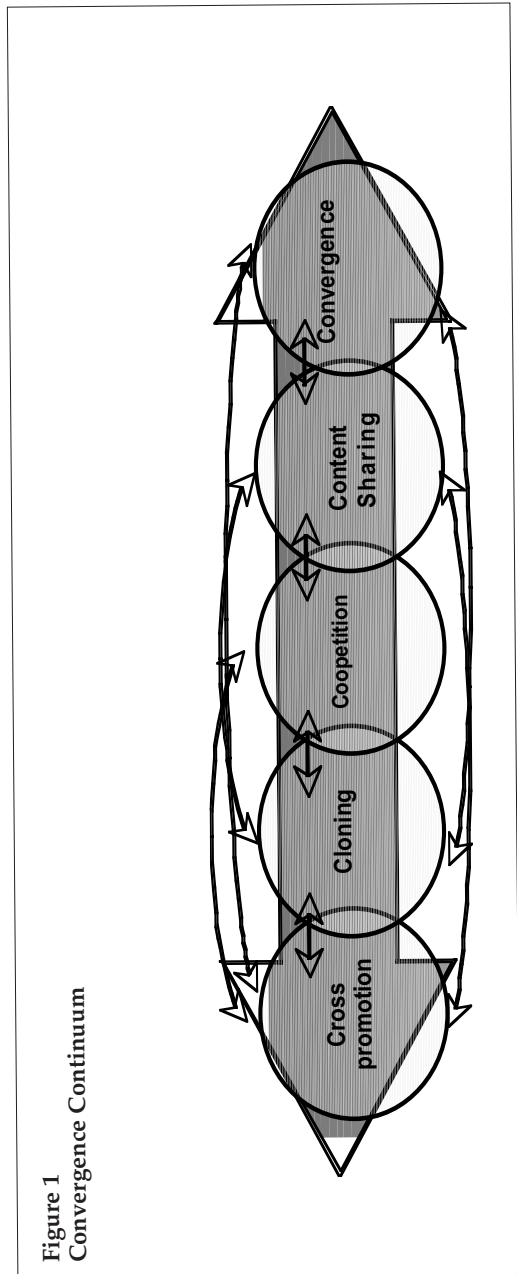 Figure 1
Convergence Continuum
Cross
promotion
Cloning
Coopetition
Content
Sharing
Convergence